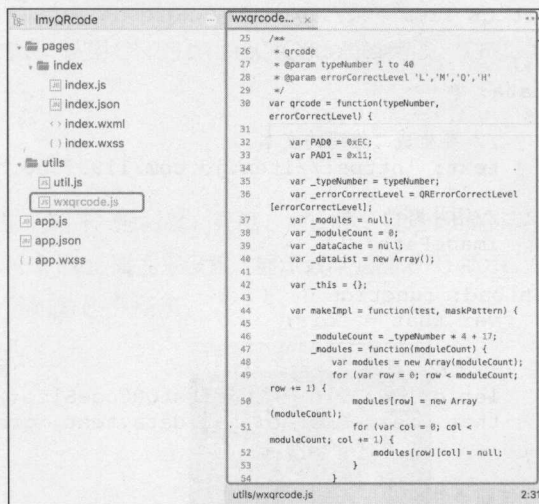 ImyQRcode
pages
index
index.js
index.json
index.wxml
index.wxss
utils
util.js
wxqrcode.js
app.js
app.json
app.wxss
wxqrcode...
25 /**
26 * qrcode
27 * @param typeNumber 1 to 40
28 * @param errorCorrectLevel 'L','M','Q','H'
29 */
30 var qrcode = function(typeNumber,
errorCorrectLevel) {
31
32 var PAD0 = 0xEC;
33 var PAD1 = 0x11;
34
35 var _typeNumber = typeNumber;
36 var _errorCorrectLevel = QRErrorCorrectLevel
[errorCorrectLevel];
37 var _modules = null;
38 var _moduleCount = 0;
39 var _dataCache = null;
40 var _dataList = new Array();
41
42 var _this = {};
43
44 var makeImpl = function(test, maskPattern) {
45
46 _moduleCount = _typeNumber * 4 + 17;
47 _modules = function(moduleCount) {
48 var modules = new Array(moduleCount);
49 for (var row = 0; row < moduleCount;
row += 1) {
50 modules[row] = new Array
(moduleCount);
51 for (var col = 0; col <
moduleCount; col += 1) {
52 modules[row][col] = null;
53 }
54 }
utils/wxqrcode.js 2:31